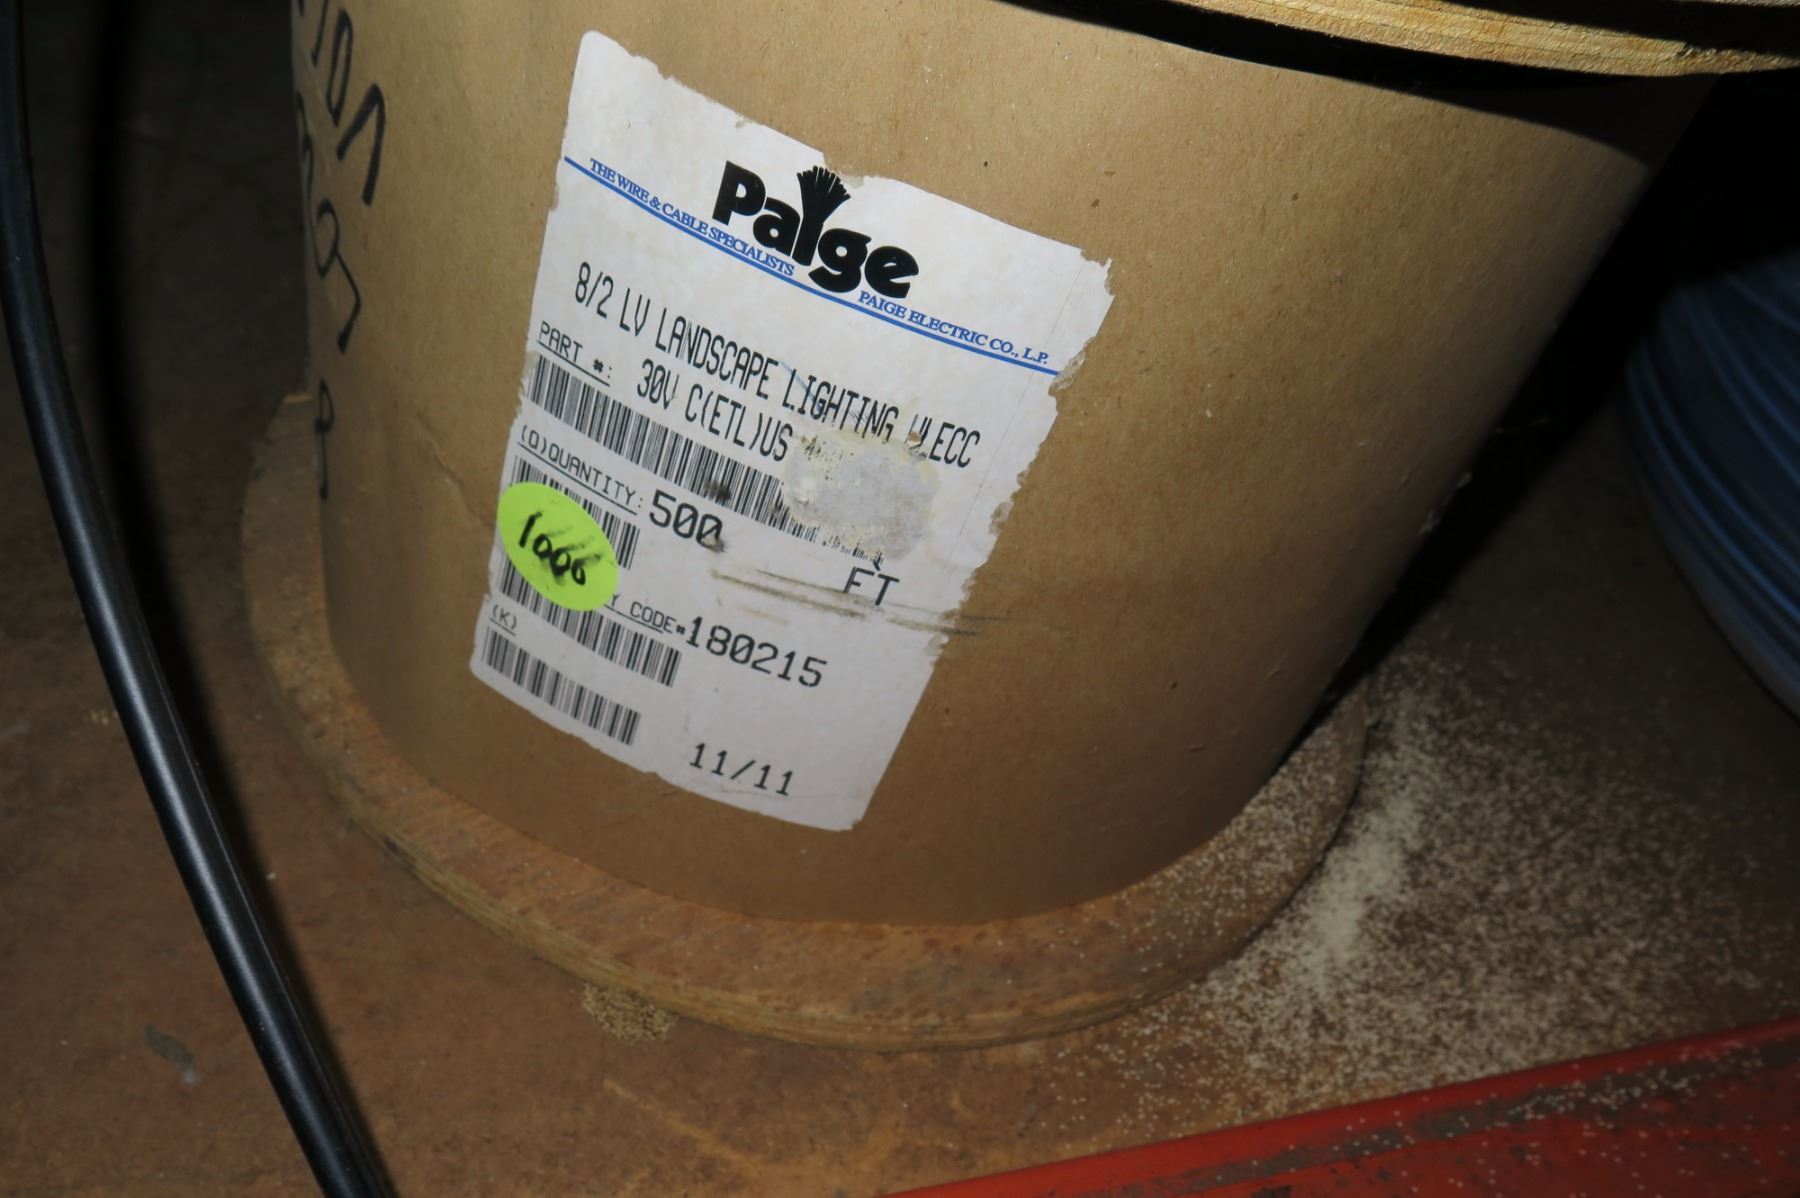 Paige
THE WIRE & CABLE SPECIALISTS PAIGE ELECTRIC CO., L.P.
8/2 LV LANDSCAPE LIGHTING
PART #: 30V C(ETL)US
(Q)QUANTITY: 500 FT
1000
Y CODE# 180215
(K)
11/11